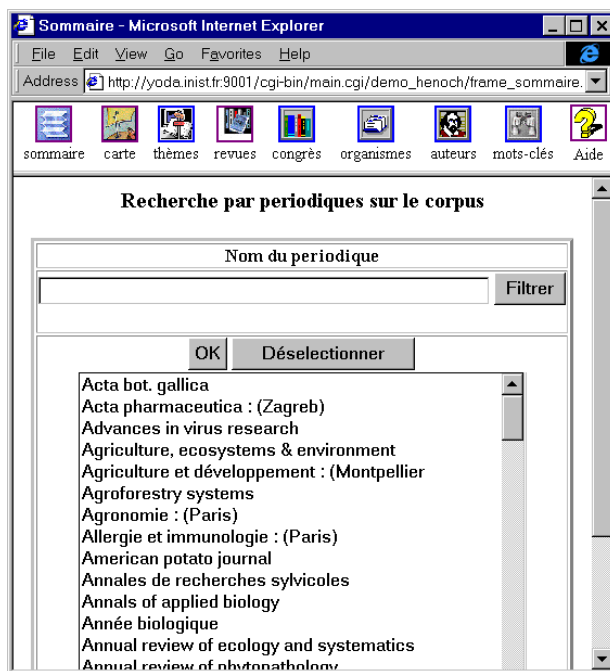 Sommaire - Microsoft Internet Explorer
File Edit View Go Favorites Help
Address http://yoda.inist.fr:9001/cgi-bin/main.cgi/demo_henoch/frame_sommaire.
sommaire carte thèmes revues congrès organismes auteurs mots-clés Aide
Recherche par periodiques sur le corpus
Nom du periodique
Filtrer
OK Déselectionner
Acta bot. gallica
Acta pharmaceutica : (Zagreb)
Advances in virus research
Agriculture, ecosystems & environment
Agriculture et développement : (Montpellier
Agroforestry systems
Agronomie : (Paris)
Allergie et immunologie : (Paris)
American potato journal
Annales de recherches sylvicoles
Annals of applied biology
Année biologique
Annual review of ecology and systematics
Annual review of phytopathology